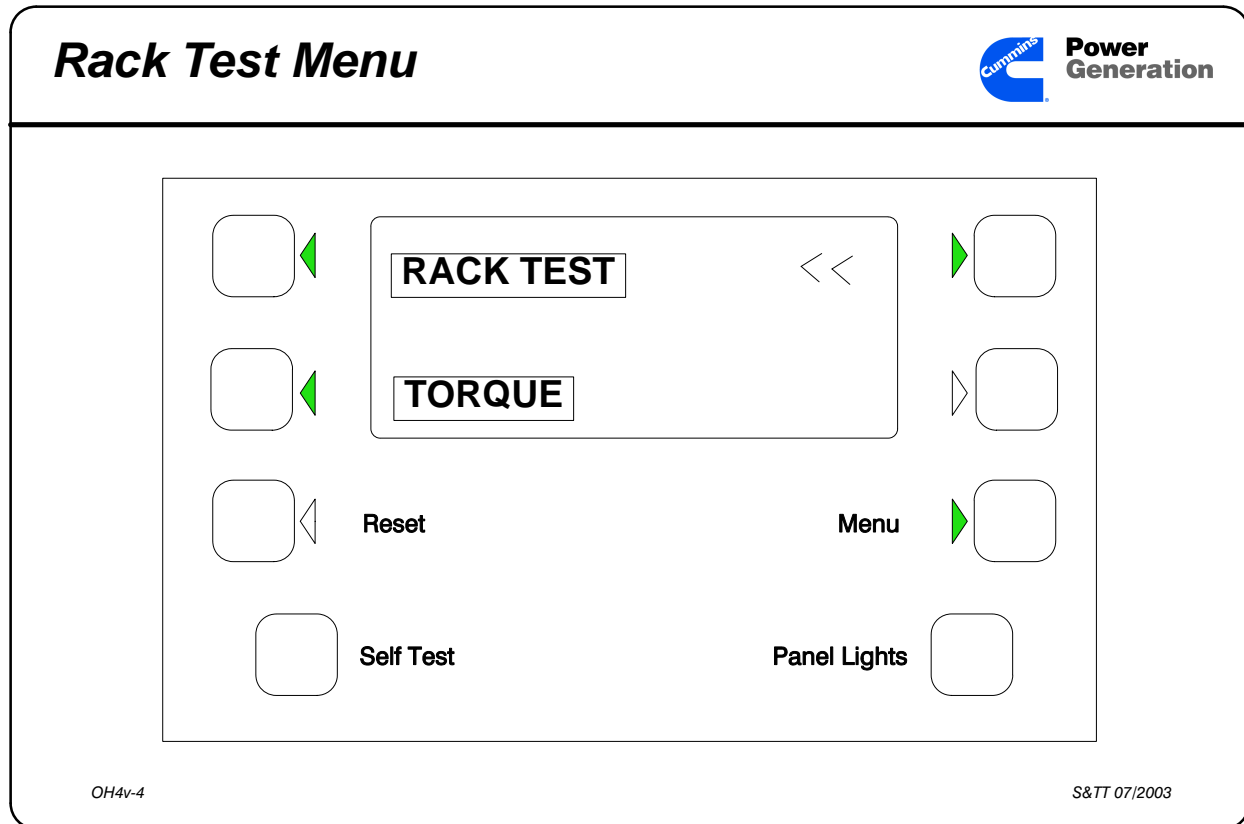 Rack Test Menu
Cummins
Power
Generation
RACK TEST <<
TORQUE
Reset
Menu
Self Test
Panel Lights
OH4v-4
S&TT 07/2003